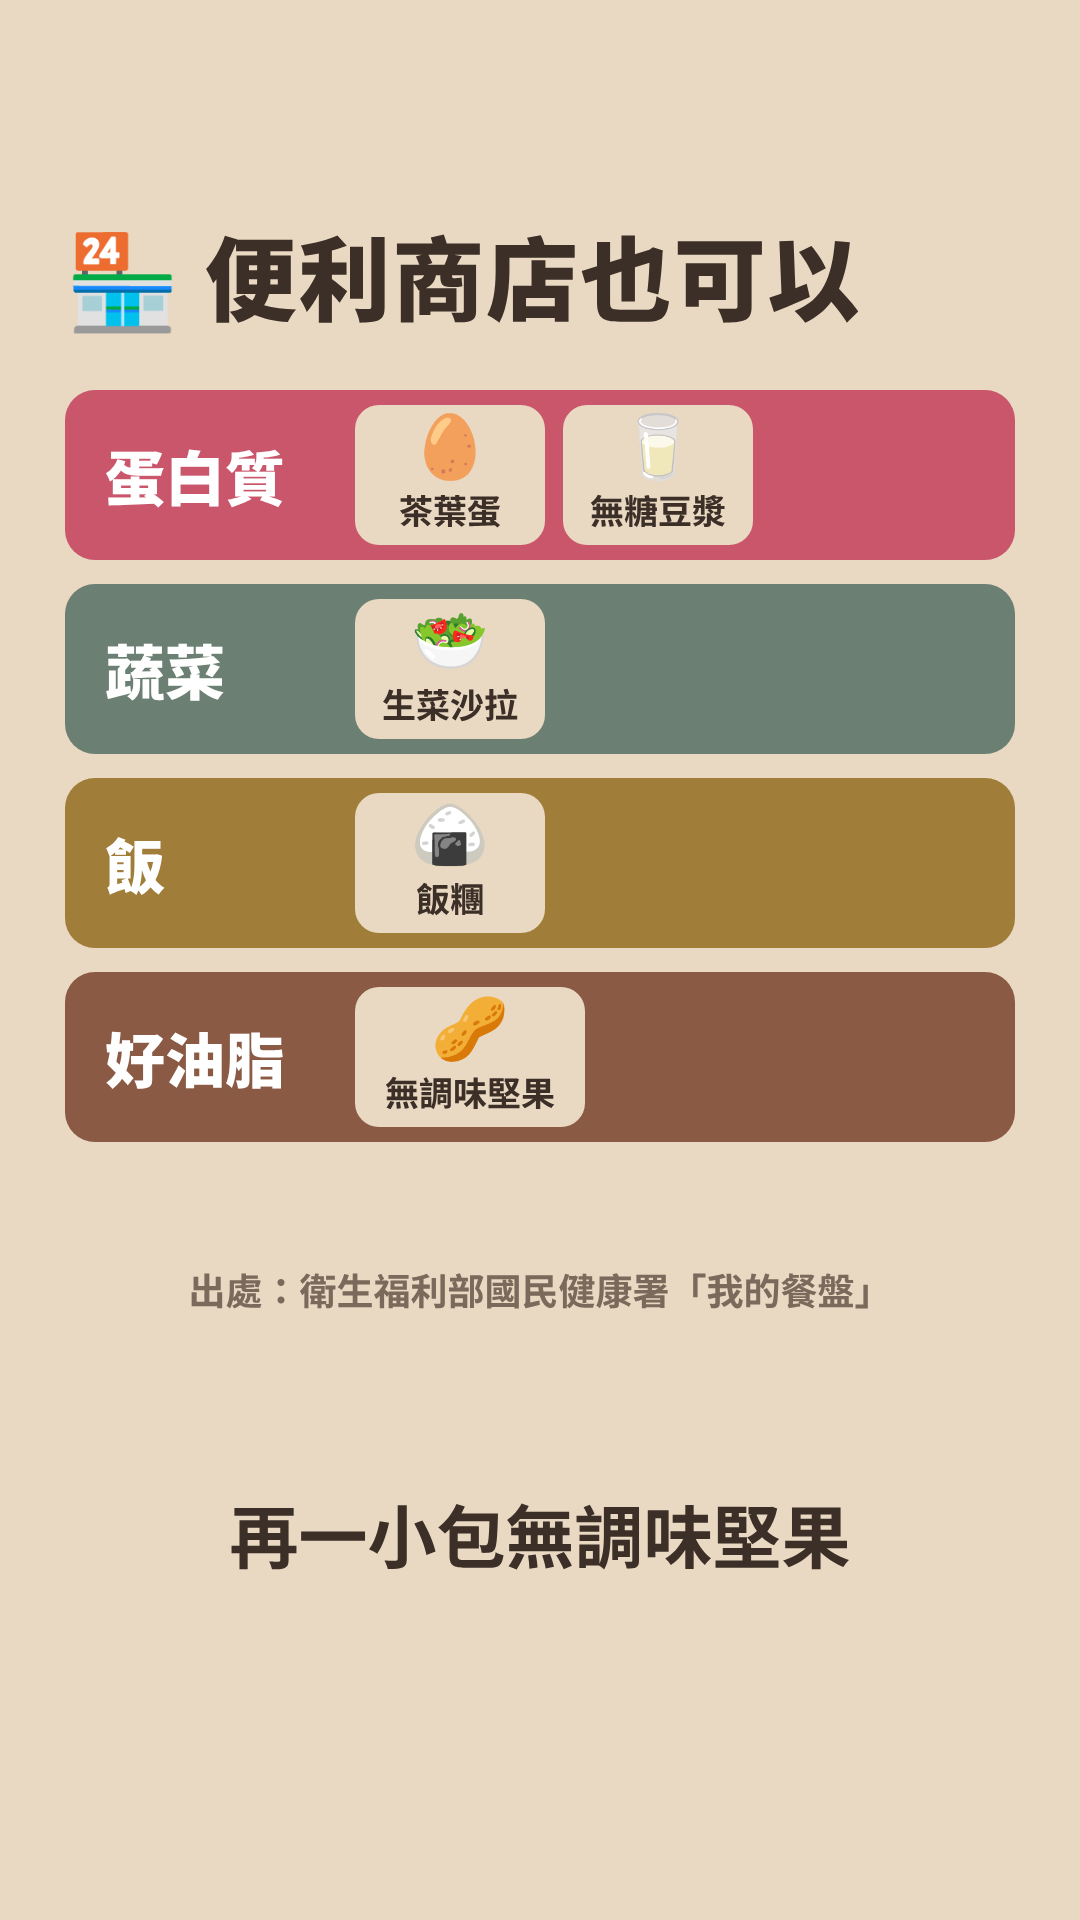 24
便利商店也可以
蛋白質
茶葉蛋
無糖豆漿
蔬菜
生菜沙拉
飯
飯糰
好油脂
無調味堅果
出處：衛生福利部國民健康署「我的餐盤」
再一小包無調味堅果